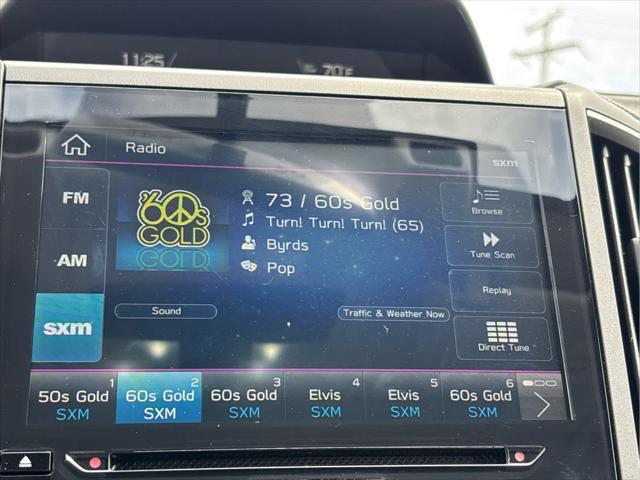 11:25 70°F
Radio
sxm
FM
AM
sxm
'60s
GOLD
73 / 60s Gold
Turn! Turn! Turn! (65)
Byrds
Pop
Browse
Tune Scan
Replay
Direct Tune
Sound
Traffic & Weather Now
1 2 3 4 5 6
50s Gold 60s Gold 60s Gold Elvis Elvis 60s Gold
SXM SXM SXM SXM SXM SXM